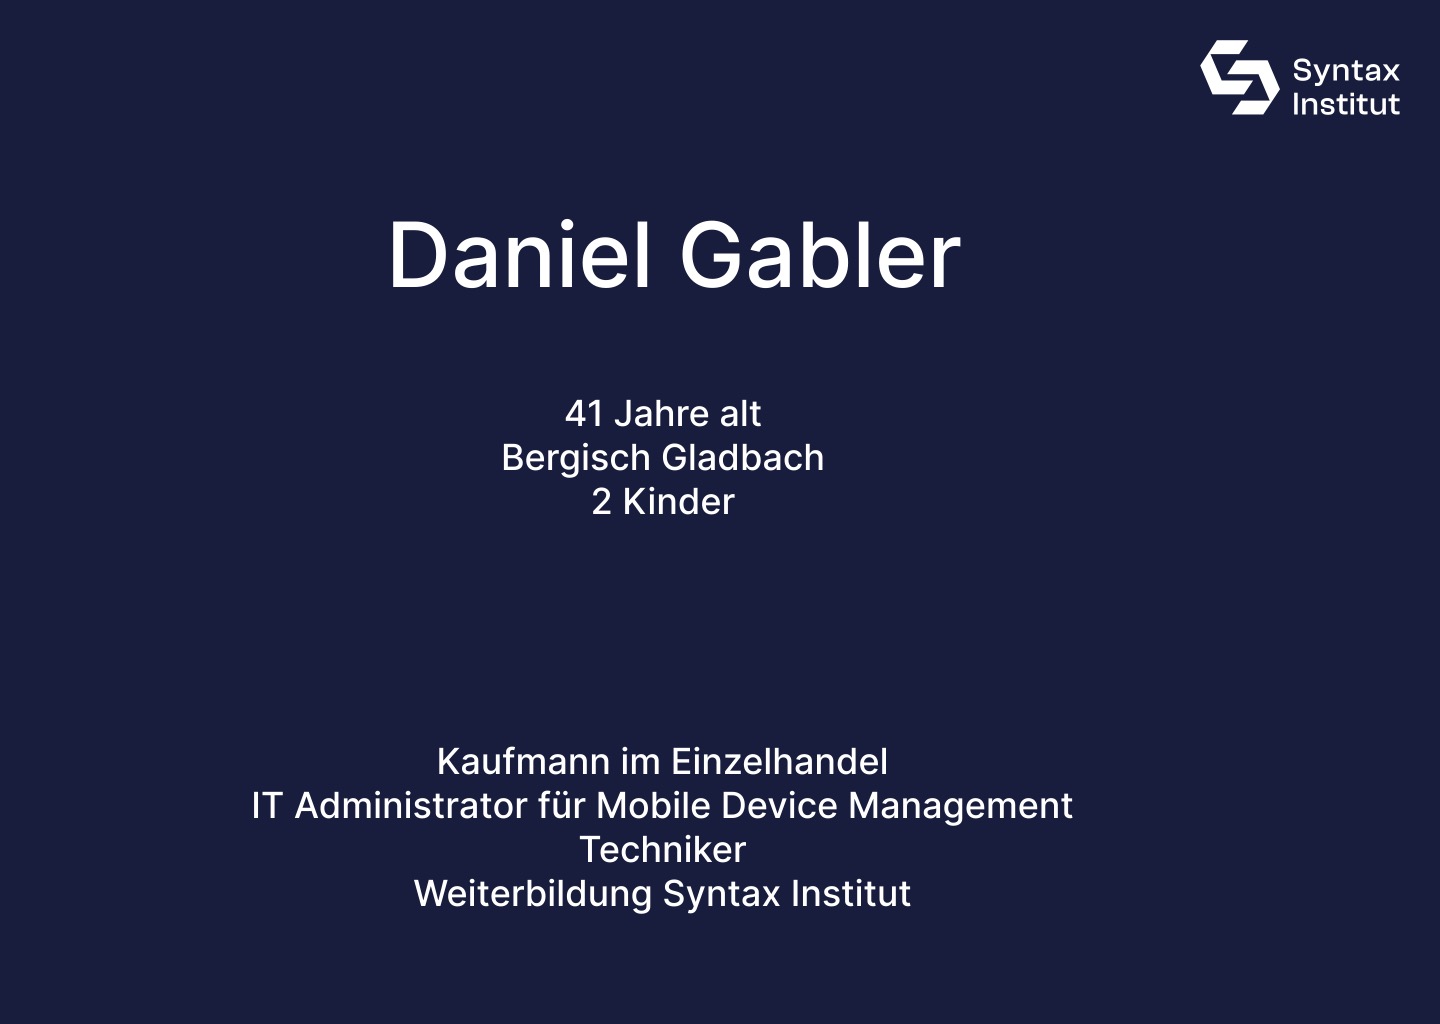 Syntax
Institut
Daniel Gabler
41 Jahre alt
Bergisch Gladbach
2 Kinder
Kaufmann im Einzelhandel
IT Administrator für Mobile Device Management
Techniker
Weiterbildung Syntax Institut